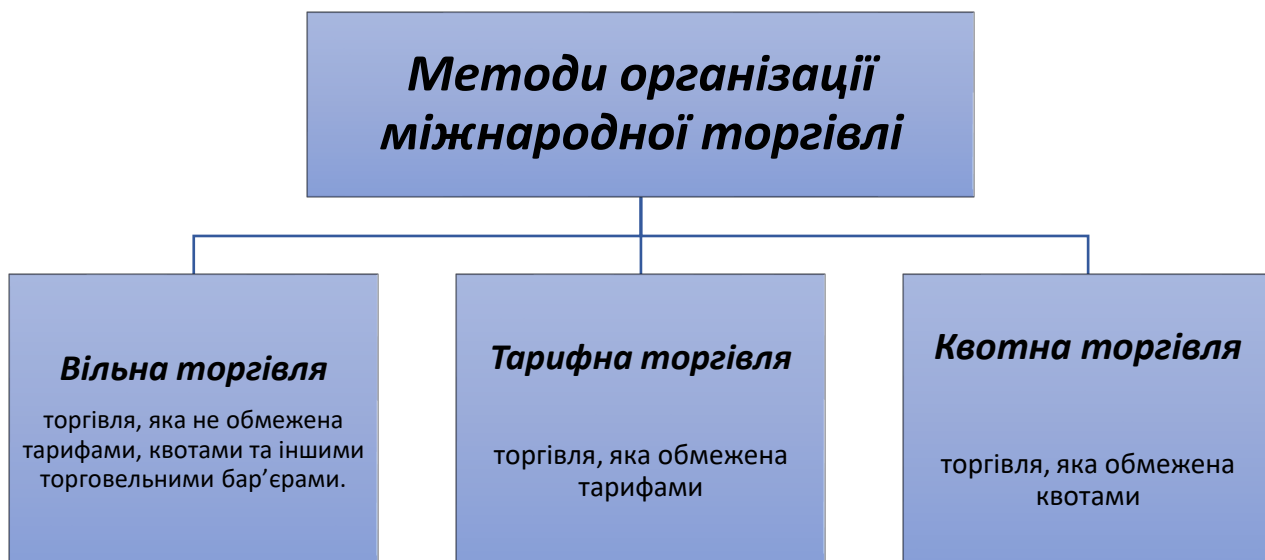 Методи організації
міжнародної торгівлі
Вільна торгівля
торгівля, яка не обмежена
тарифами, квотами та іншими
торговельними бар’єрами.
Тарифна торгівля
торгівля, яка обмежена
тарифами
Квотна торгівля
торгівля, яка обмежена
квотами